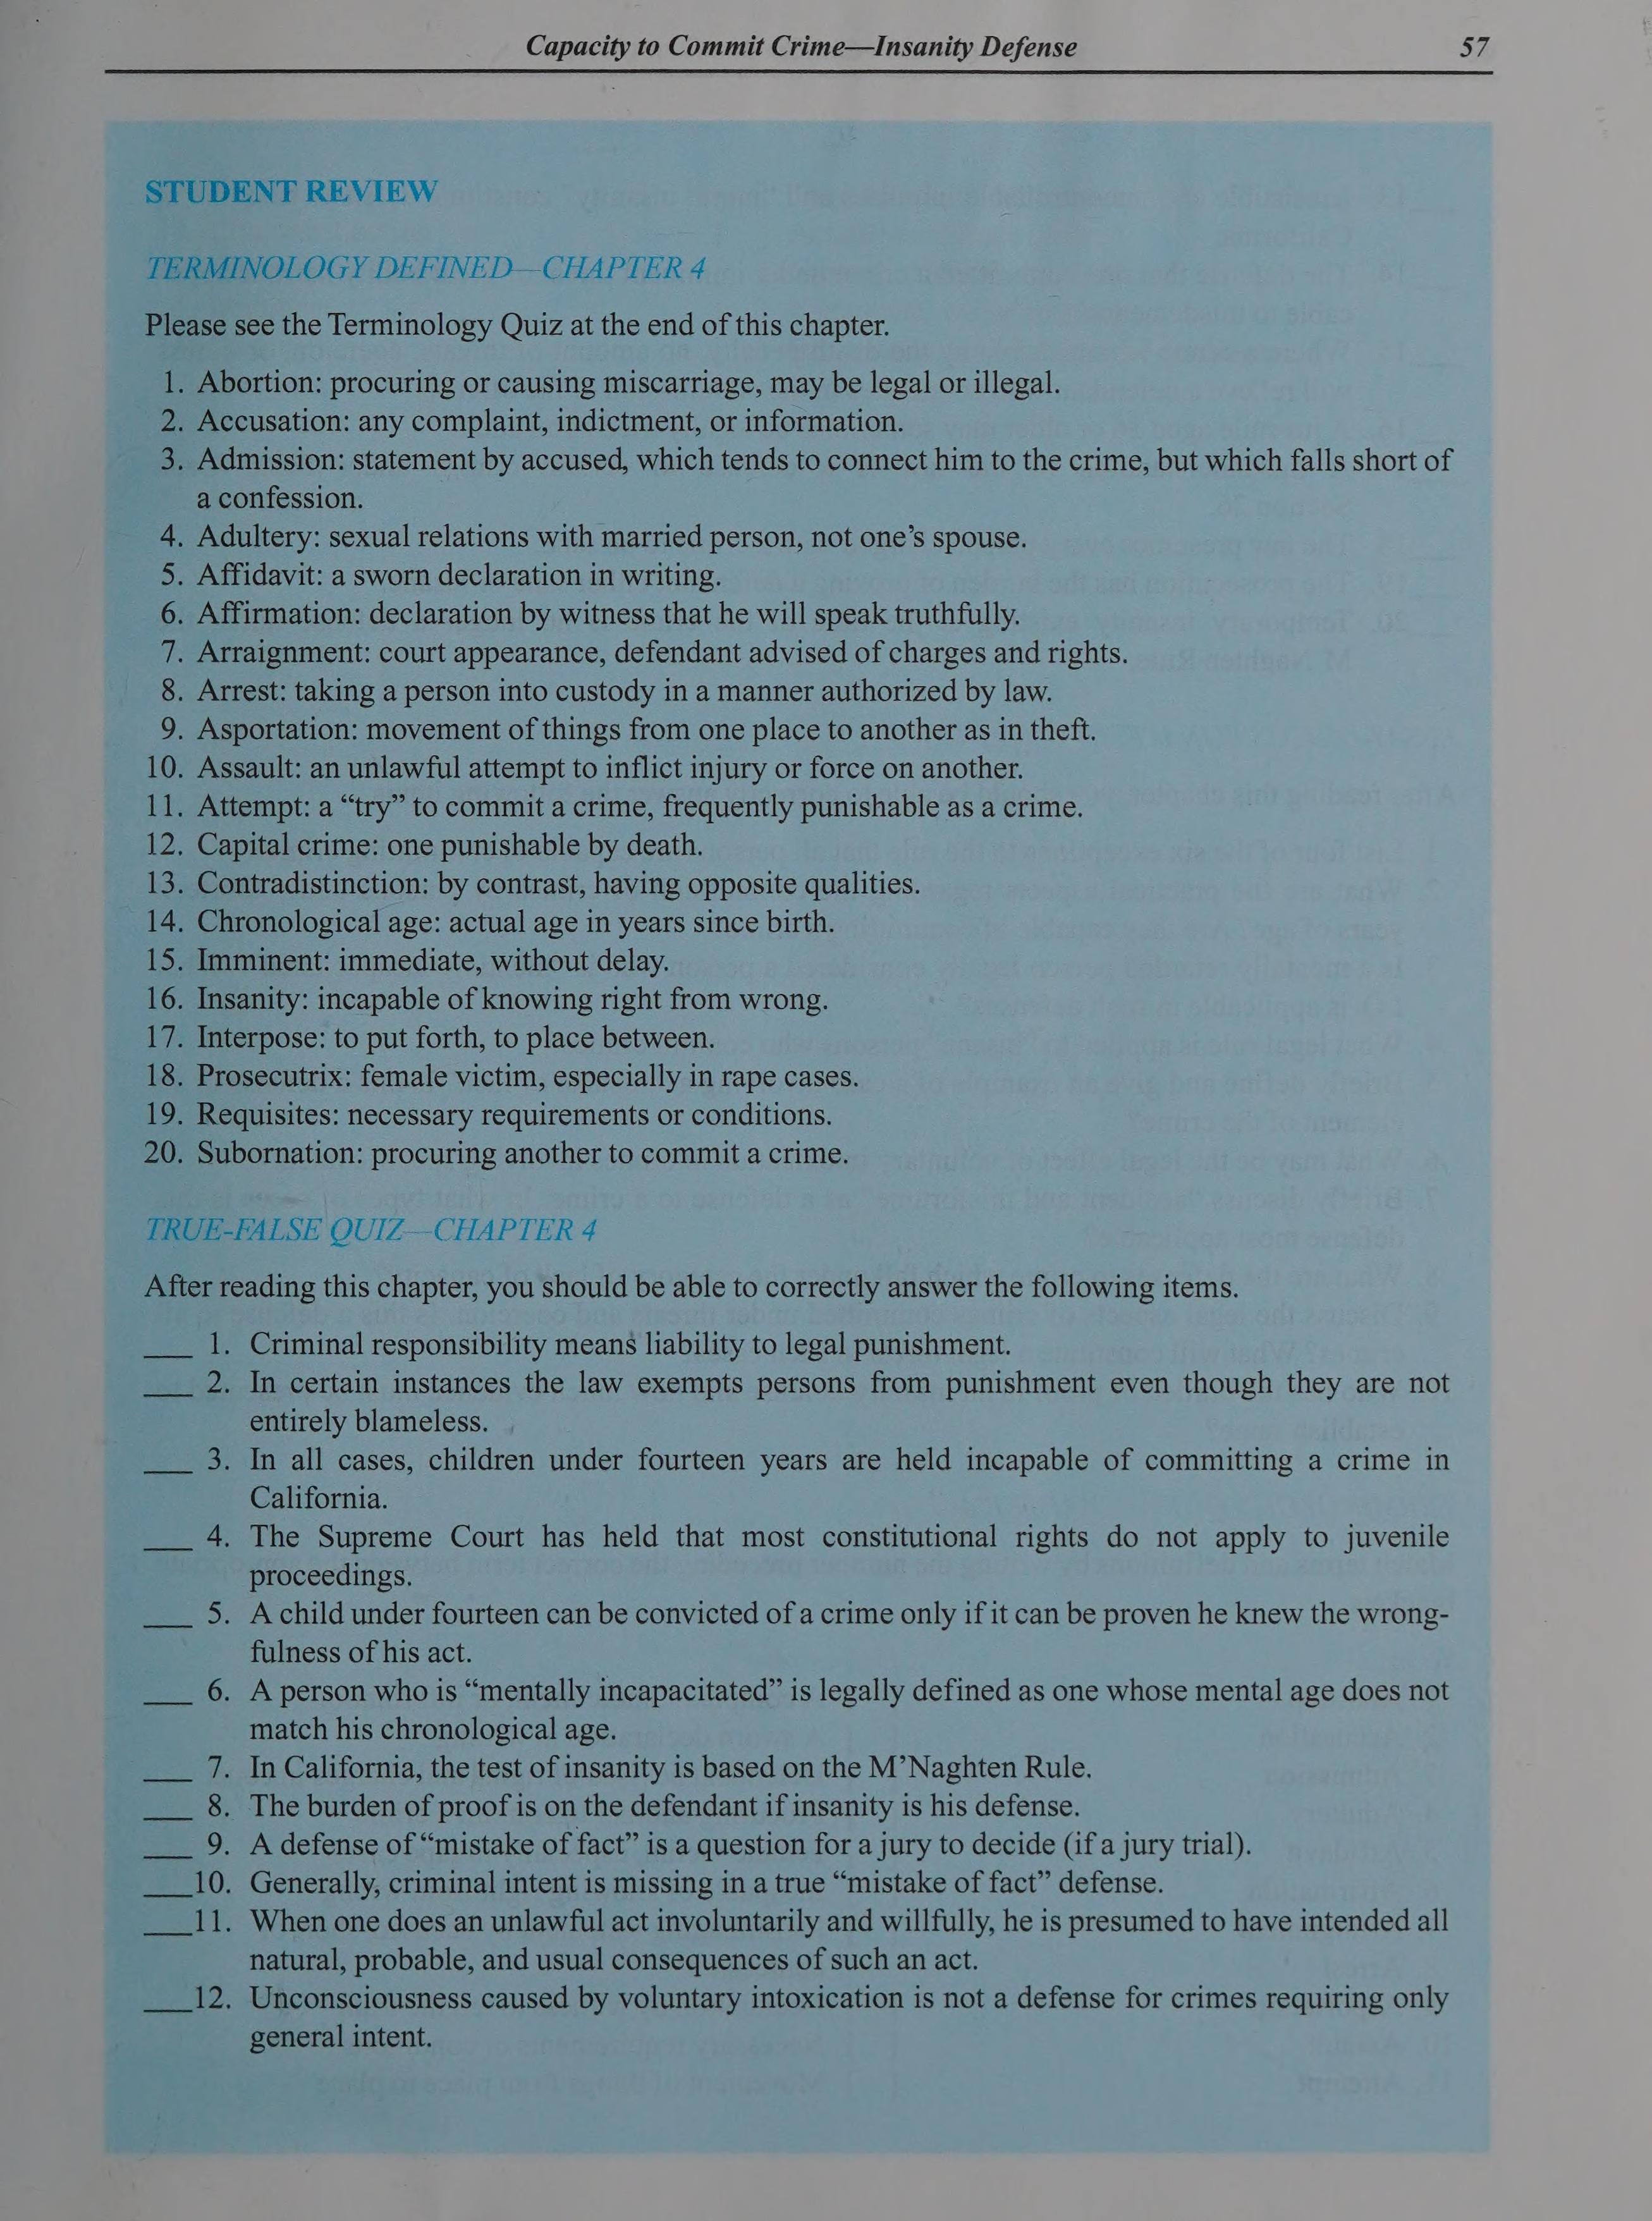 Capacity to Commit Crime—Insanity Defense 57
STUDENT REVIEW
TERMINOLOGY DEFINED—CHAPTER 4
Please see the Terminology Quiz at the end of this chapter.
1. Abortion: procuring or causing miscarriage, may be legal or illegal.
2. Accusation: any complaint, indictment, or information.
3. Admission: statement by accused, which tends to connect him to the crime, but which falls short of
a confession.
4. Adultery: sexual relations with married person, not one’s spouse.
5. Affidavit: a sworn declaration in writing.
6. Affirmation: declaration by witness that he will speak truthfully.
7. Arraignment: court appearance, defendant advised of charges and rights.
8. Arrest: taking a person into custody in a manner authorized by law.
9. Asportation: movement of things from one place to another as in theft.
10. Assault: an unlawful attempt to inflict injury or force on another.
11. Attempt: a “try” to commit a crime, frequently punishable as a crime.
12. Capital crime: one punishable by death.
13. Contradistinction: by contrast, having opposite qualities.
14. Chronological age: actual age in years since birth.
15. Imminent: immediate, without delay.
16. Insanity: incapable of knowing right from wrong.
17. Interpose: to put forth, to place between.
18. Prosecutrix: female victim, especially in rape cases.
19. Requisites: necessary requirements or conditions.
20. Subornation: procuring another to commit a crime.
TRUE-FALSE QUIZ—CHAPTER 4
After reading this chapter, you should be able to correctly answer the following items.
___ 1. Criminal responsibility means liability to legal punishment.
___ 2. In certain instances the law exempts persons from punishment even though they are not
entirely blameless.
___ 3. In all cases, children under fourteen years are held incapable of committing a crime in
California.
___ 4. The Supreme Court has held that most constitutional rights do not apply to juvenile
proceedings.
___ 5. A child under fourteen can be convicted of a crime only if it can be proven he knew the wrong-
fulness of his act.
___ 6. A person who is “mentally incapacitated” is legally defined as one whose mental age does not
match his chronological age.
___ 7. In California, the test of insanity is based on the M’Naghten Rule.
___ 8. The burden of proof is on the defendant if insanity is his defense.
___ 9. A defense of “mistake of fact” is a question for a jury to decide (if a jury trial).
___10. Generally, criminal intent is missing in a true “mistake of fact” defense.
___11. When one does an unlawful act involuntarily and willfully, he is presumed to have intended all
natural, probable, and usual consequences of such an act.
___12. Unconsciousness caused by voluntary intoxication is not a defense for crimes requiring only
general intent.